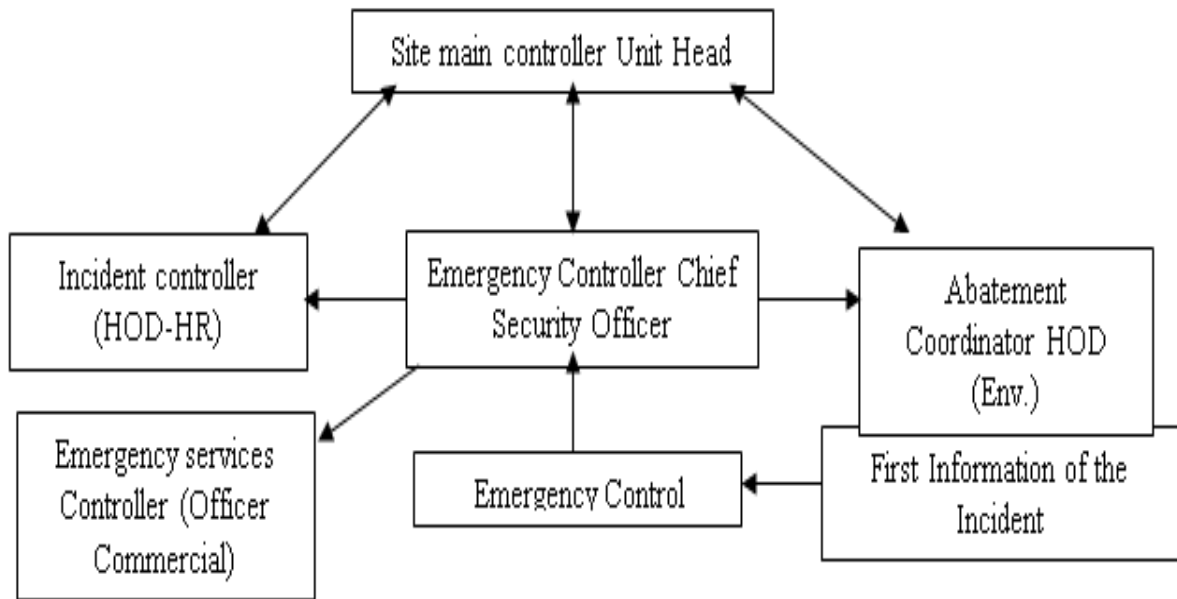 Site main controller Unit Head
Incident controller
(HOD-HR)
Emergency Controller Chief
Security Officer
Abatement
Coordinator HOD
(Env.)
Emergency services
Controller (Officer
Commercial)
Emergency Control
First Information of the
Incident